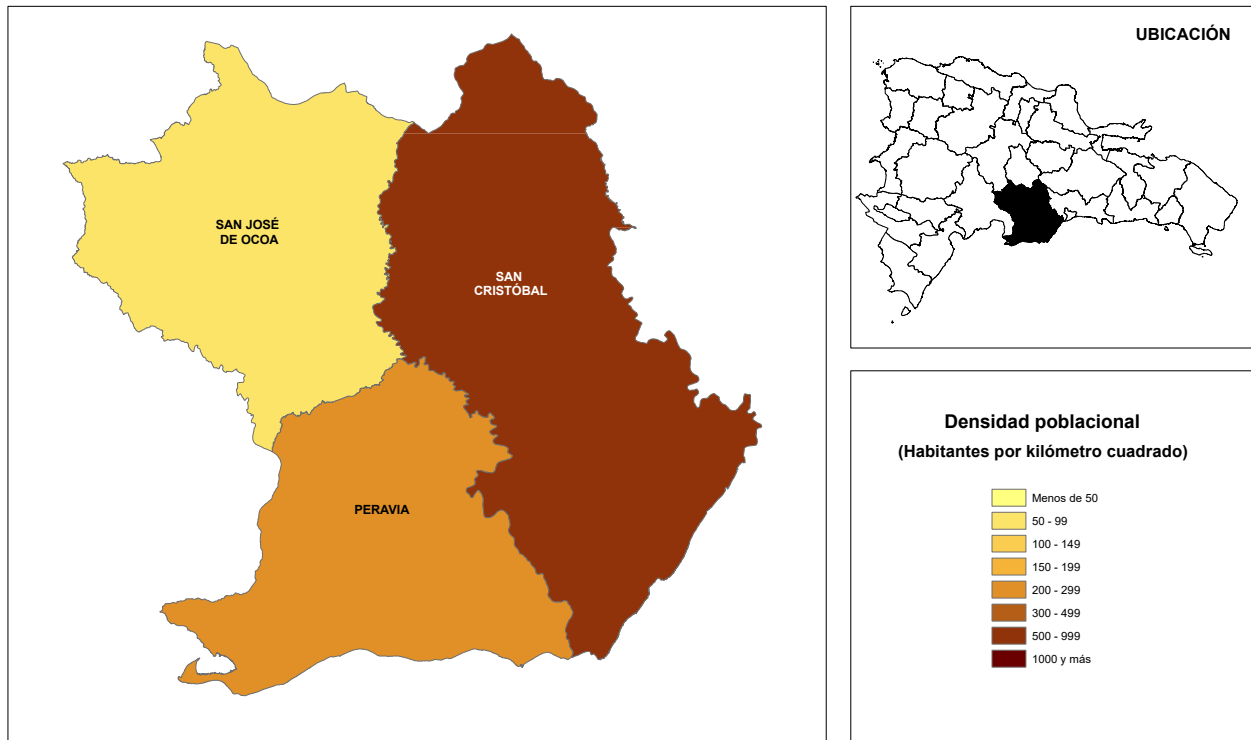 SAN JOSÉ
DE OCOA
SAN
CRISTÓBAL
PERAVIA
UBICACIÓN
Densidad poblacional
(Habitantes por kilómetro cuadrado)
Menos de 50
50 - 99
100 - 149
150 - 199
200 - 299
300 - 499
500 - 999
1000 y más